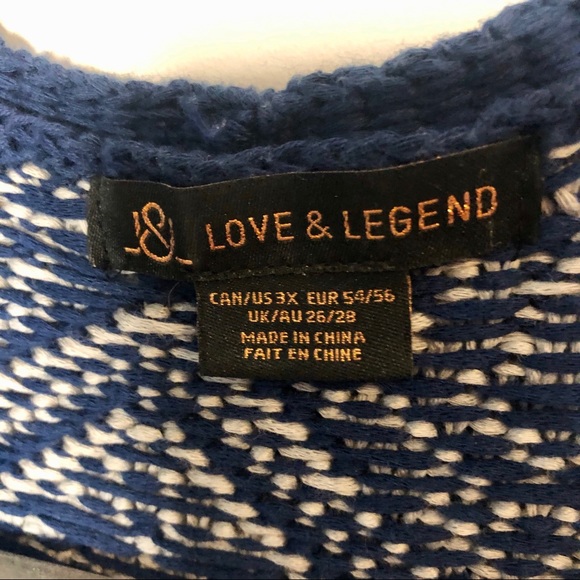 L&L LOVE & LEGEND
CAN/US 3X EUR 54/56
UK/AU 26/28
MADE IN CHINA
FAIT EN CHINE